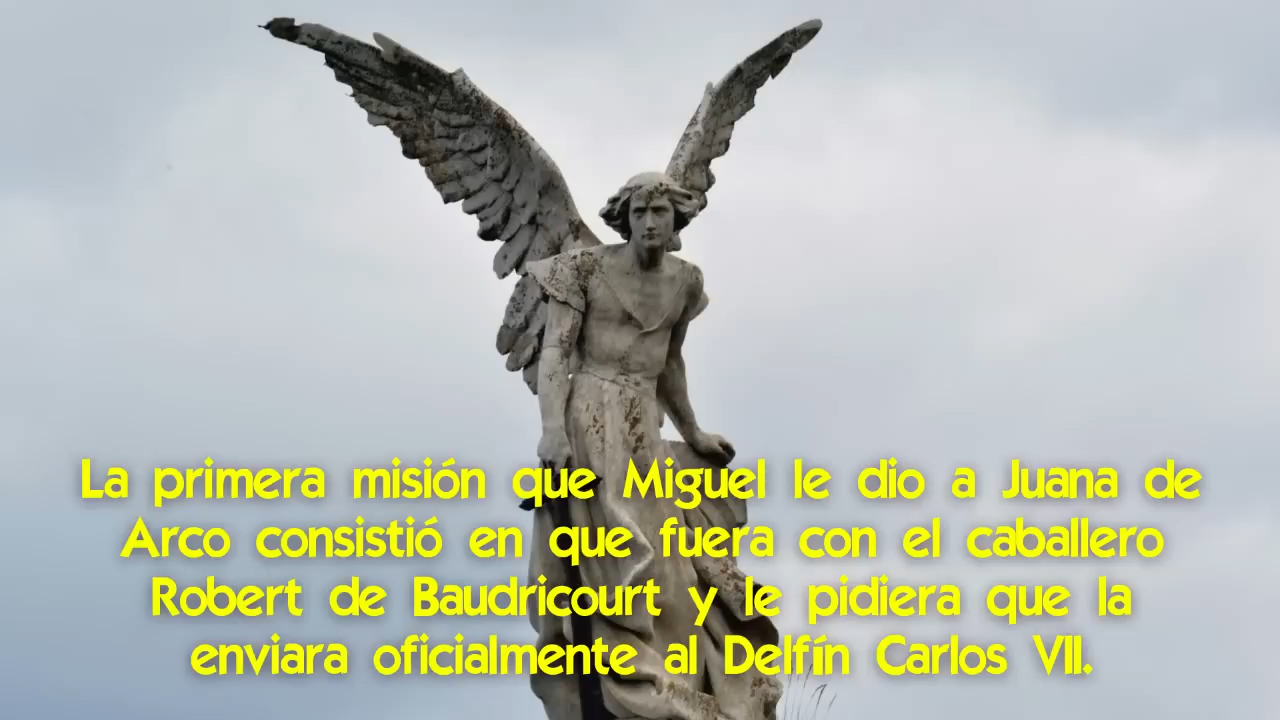 La primera misión que Miguel le dio a Juana de
Arco consistió en que fuera con el caballero
Robert de Baudricourt y le pidiera que la
enviara oficialmente al Delfín Carlos VII.